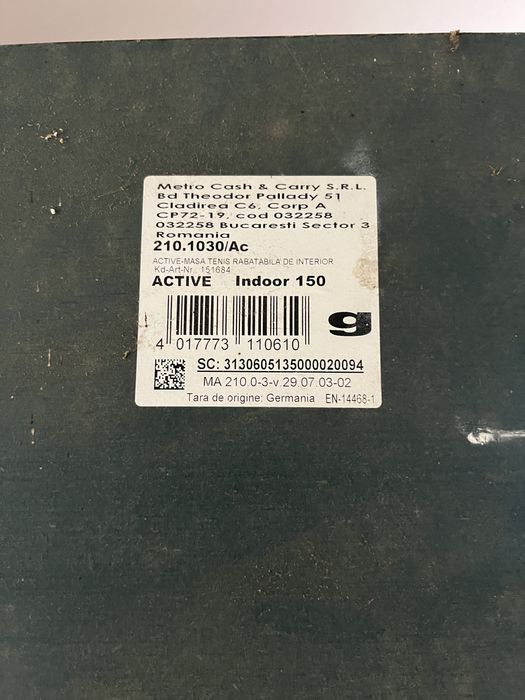 Metro Cash & Carry S.R.L.
Bd Theodor Pallady 51
Cladirea C6, Corp A
CP72-19, cod 032258
032258 Bucaresti Sector 3
Romania
210.1030/Ac
ACTIVE-MASA TENIS RABATABILA DE INTERIOR
Kd-Art-Nr.: 151684
ACTIVE Indoor 150
g
4 017773 110610
SC: 3130605135000020094
MA 210.0-3-v.29.07.03-02
Tara de origine: Germania EN-14468-1